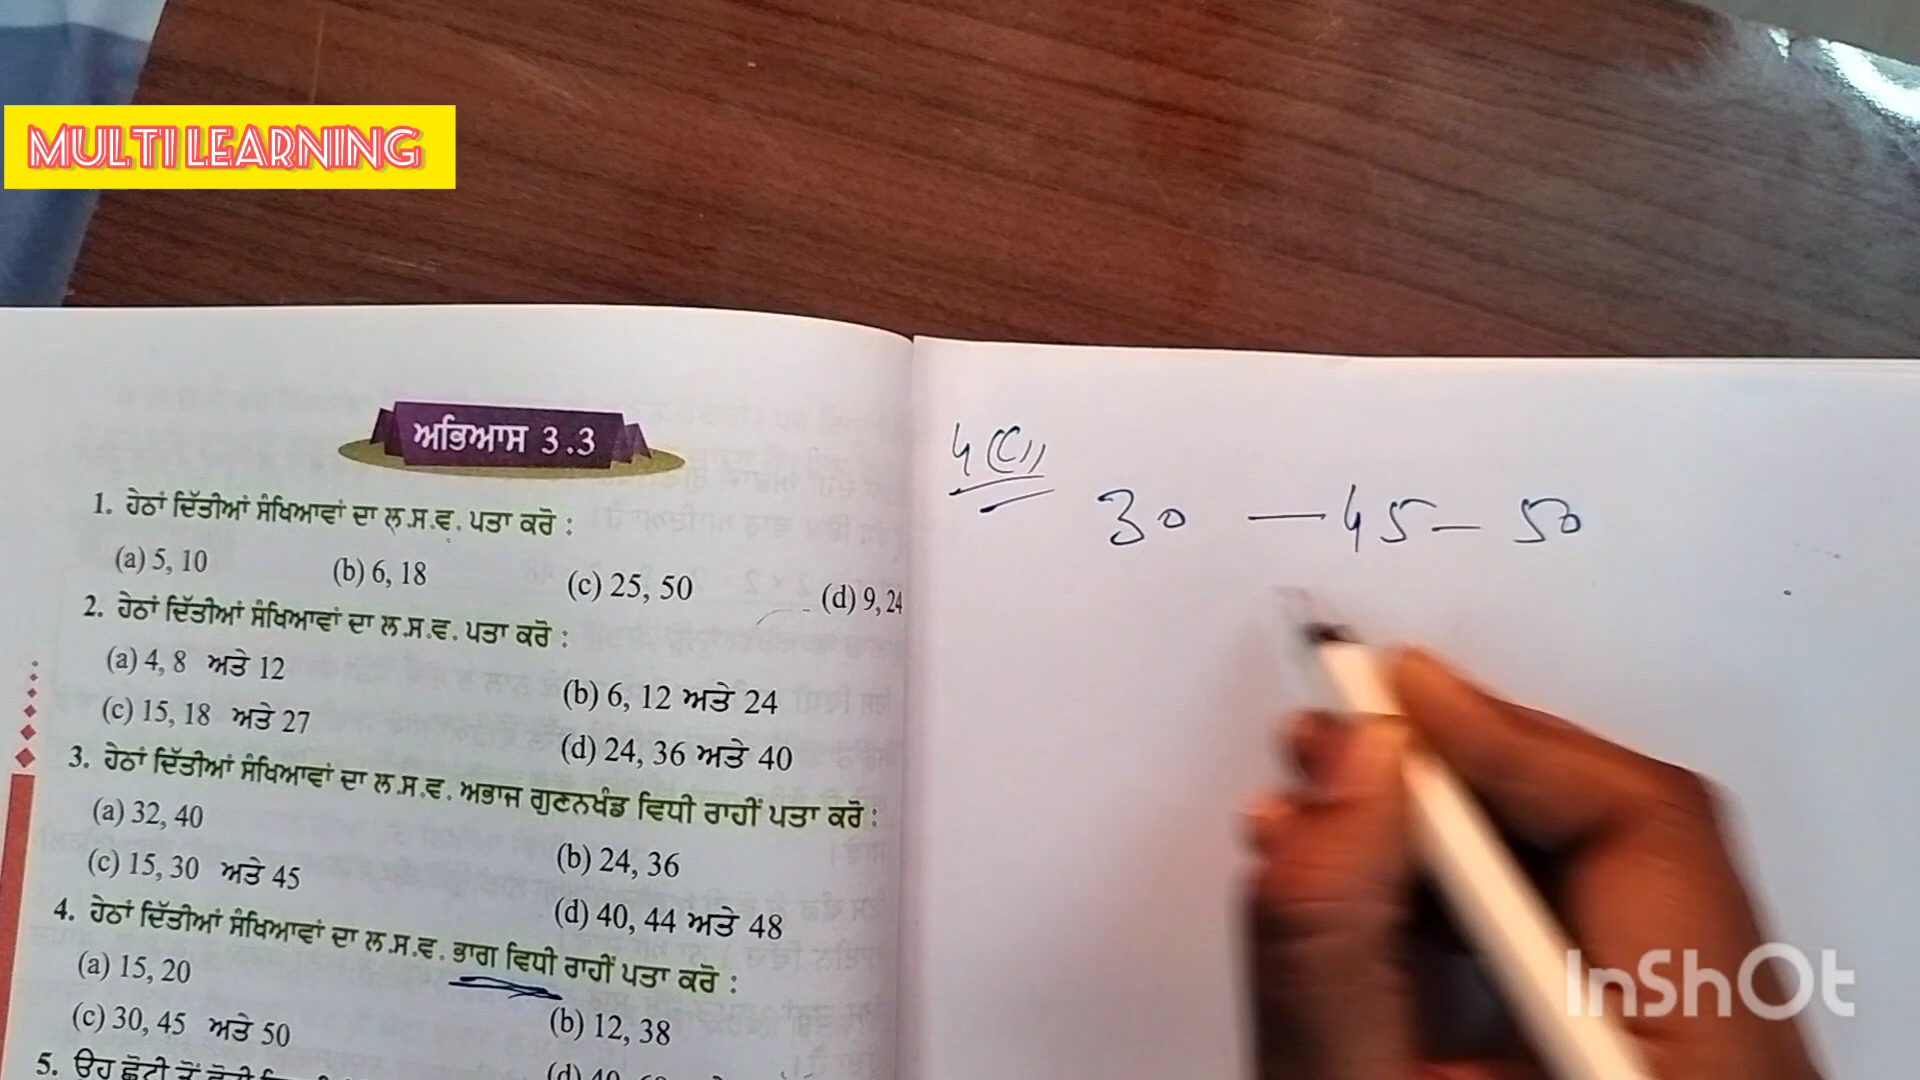 MULTI LEARNING
ਅਭਿਆਸ 3.3
1. ਹੇਠਾਂ ਦਿੱਤੀਆਂ ਸੰਖਿਆਵਾਂ ਦਾ ਲ.ਸ.ਵ. ਪਤਾ ਕਰੋ :
(a) 5, 10 (b) 6, 18 (c) 25, 50 (d) 9, 24
2. ਹੇਠਾਂ ਦਿੱਤੀਆਂ ਸੰਖਿਆਵਾਂ ਦਾ ਲ.ਸ.ਵ. ਪਤਾ ਕਰੋ :
(a) 4, 8 ਅਤੇ 12 (b) 6, 12 ਅਤੇ 24
(c) 15, 18 ਅਤੇ 27 (d) 24, 36 ਅਤੇ 40
3. ਹੇਠਾਂ ਦਿੱਤੀਆਂ ਸੰਖਿਆਵਾਂ ਦਾ ਲ.ਸ.ਵ. ਅਭਾਜ ਗੁਣਨਖੰਡ ਵਿਧੀ ਰਾਹੀਂ ਪਤਾ ਕਰੋ :
(a) 32, 40 (b) 24, 36
(c) 15, 30 ਅਤੇ 45 (d) 40, 44 ਅਤੇ 48
4. ਹੇਠਾਂ ਦਿੱਤੀਆਂ ਸੰਖਿਆਵਾਂ ਦਾ ਲ.ਸ.ਵ. ਭਾਗ ਵਿਧੀ ਰਾਹੀਂ ਪਤਾ ਕਰੋ :
(a) 15, 20 (b) 12, 38
(c) 30, 45 ਅਤੇ 50 (d) 40,
5. ਉਹ
4 (C)
30 — 45 — 50
InShOt